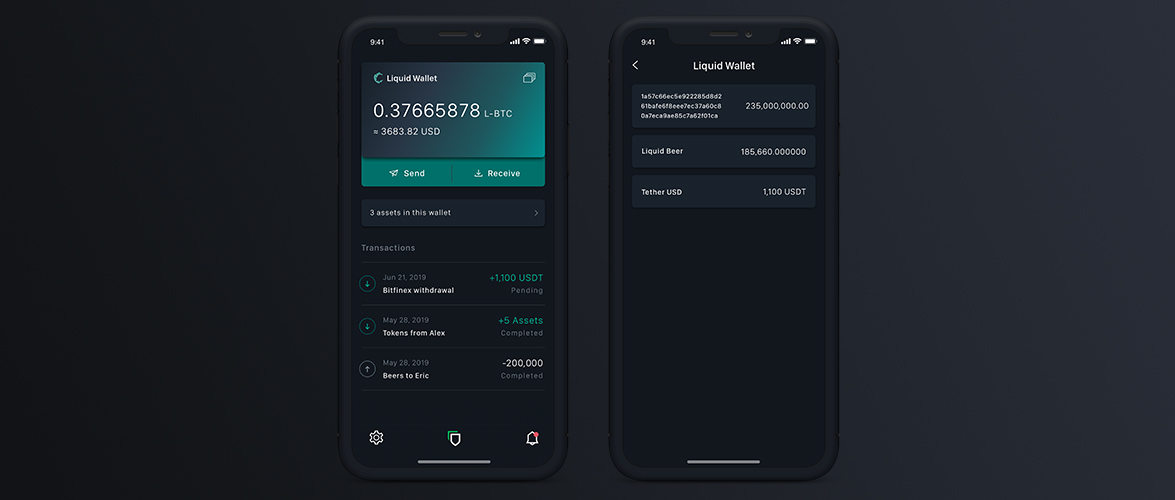 9:41
Liquid Wallet
0.37665878 L-BTC
≈ 3683.82 USD
Send
Receive
3 assets in this wallet
Transactions
Jun 21, 2019
+1,100 USDT
Bitfinex withdrawal
Pending
May 28, 2019
+5 Assets
Tokens from Alex
Completed
May 28, 2019
-200,000
Beers to Eric
Completed
9:41
Liquid Wallet
1a57c66ec5e922285d8d2
61bafe6f8eee7ec37a60c8
0a7eca9ae85c7a62f01ca
235,000,000.00
Liquid Beer
185,660.000000
Tether USD
1,100 USDT